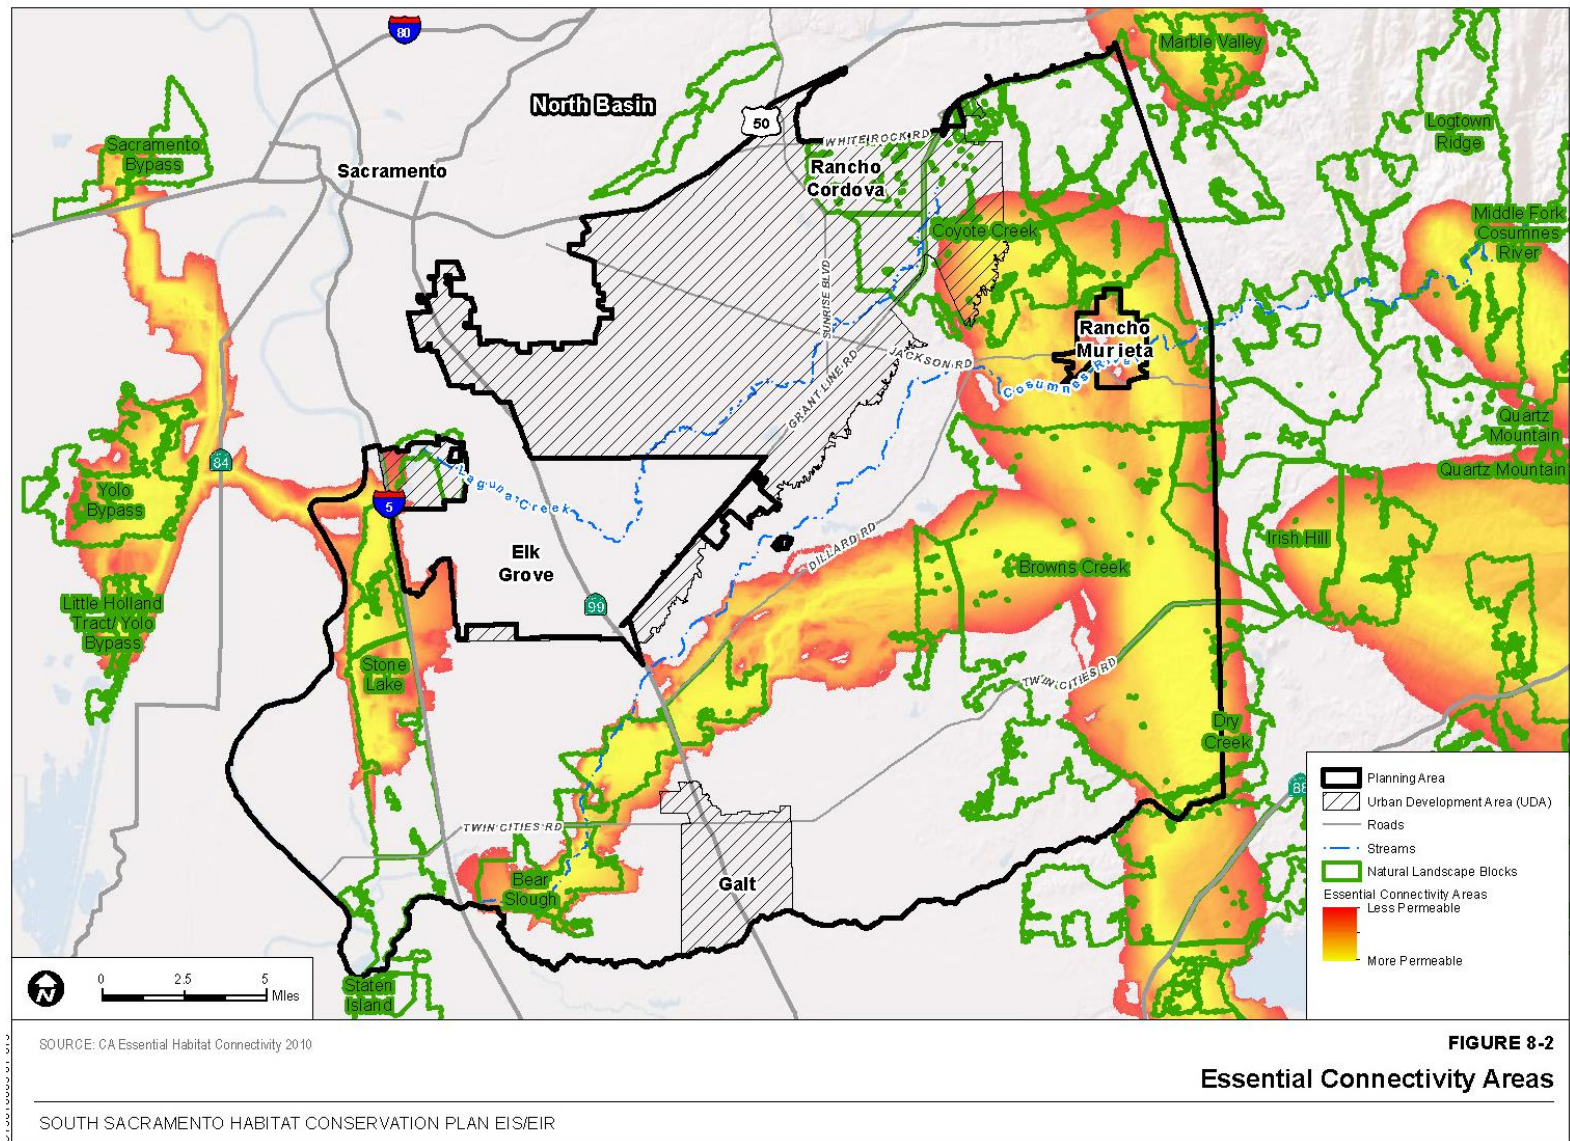 80
Marble Valley
North Basin
50
Logtown
Ridge
WHITE ROCK RD
Sacramento
Bypass
Sacramento
Rancho
Cordova
Middle Fork
Cosumnes
River
Coyote Creek
SUNRISE BLVD
Rancho
Murieta
JACKSON RD
GRANT LINE RD
Cosumnes River
Quartz
Mountain
Quartz Mountain
84
Yolo
Bypass
Laguna Creek
5
Irish Hill
DILLARD RD
Elk
Grove
Browns Creek
99
Little Holland
Tract/ Yolo
Bypass
Stone
Lake
TWIN CITIES RD
Dry
Creek
88
TWIN CITIES RD
Bear
Slough
Galt
Staten
Island
Planning Area
Urban Development Area (UDA)
Roads
Streams
Natural Landscape Blocks
Essential Connectivity Areas
Less Permeable
More Permeable
N
0 2.5 5
Miles
SOURCE: CA Essential Habitat Connectivity 2010
FIGURE 8-2
Essential Connectivity Areas
SOUTH SACRAMENTO HABITAT CONSERVATION PLAN EIS/EIR